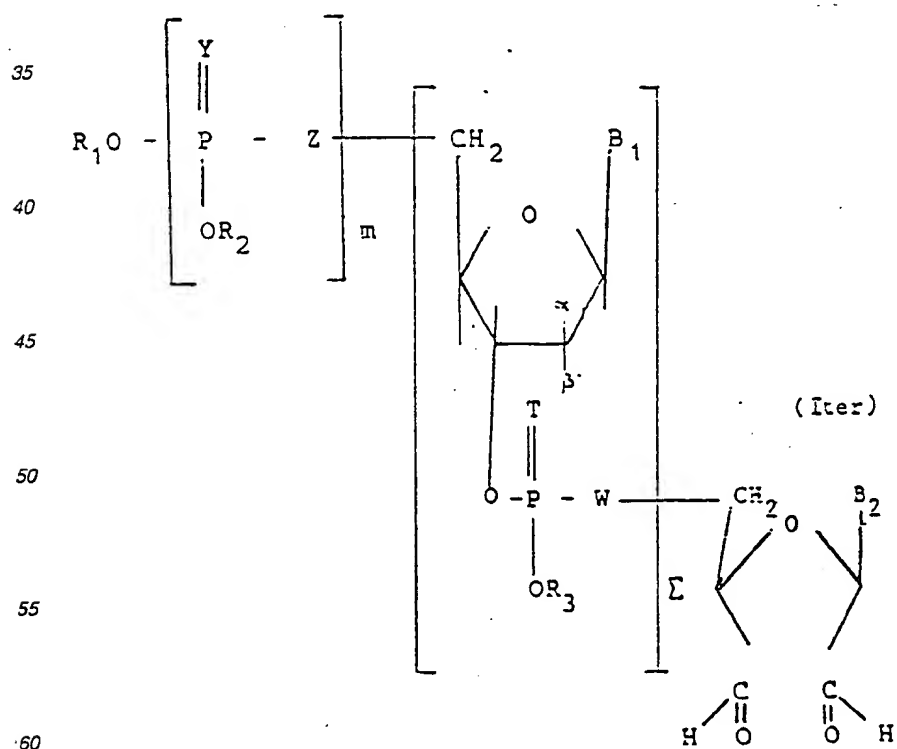 35
Y
R₁O - P - Z CH₂ B₁
40
OR₂ m
O
α
45
β
T
(Iter)
50
O - P - W CH₂ O B₂
55
OR₃ Σ
C C
H O O H
60